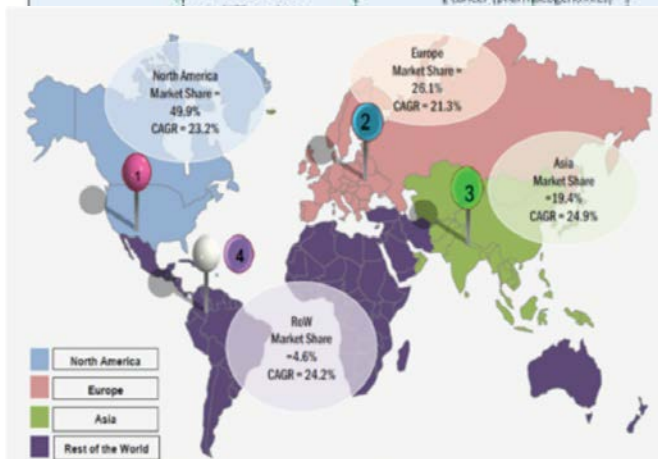 North America
Market Share =
49.9%
CAGR = 23.2%
Europe
Market Share =
26.1%
CAGR = 21.3%
Asia
Market Share
=19.4%
CAGR = 24.9%
1
2
3
4
RoW
Market Share
=4.6%
CAGR = 24.2%
North America
Europe
Asia
Rest of the World